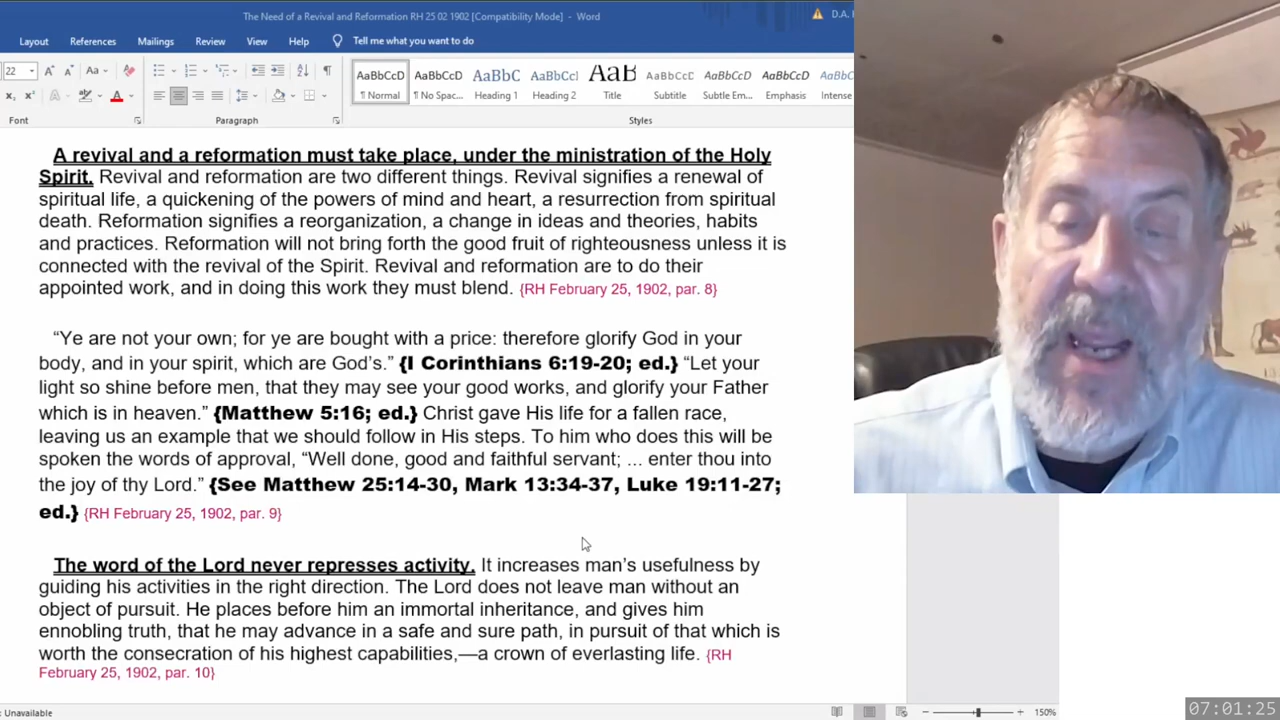 The Need of a Revival and Reformation RH 25 02 1902 [Compatibility Mode] - Word
D.A.
Layout References Mailings Review View Help Tell me what you want to do
22 Aa
AaBbCcD AaBbCcD AaBbC AaBbCcl AaB AaBbCcD AaBbCcD AaBbCcD AaBbC
¶ Normal ¶ No Spac... Heading 1 Heading 2 Title Subtitle Subtle Em... Emphasis Intense
Font Paragraph Styles
A revival and a reformation must take place, under the ministration of the Holy
Spirit. Revival and reformation are two different things. Revival signifies a renewal of
spiritual life, a quickening of the powers of mind and heart, a resurrection from spiritual
death. Reformation signifies a reorganization, a change in ideas and theories, habits
and practices. Reformation will not bring forth the good fruit of righteousness unless it is
connected with the revival of the Spirit. Revival and reformation are to do their
appointed work, and in doing this work they must blend. {RH February 25, 1902, par. 8}
“Ye are not your own; for ye are bought with a price: therefore glorify God in your
body, and in your spirit, which are God’s.” {I Corinthians 6:19-20; ed.} “Let your
light so shine before men, that they may see your good works, and glorify your Father
which is in heaven.” {Matthew 5:16; ed.} Christ gave His life for a fallen race,
leaving us an example that we should follow in His steps. To him who does this will be
spoken the words of approval, “Well done, good and faithful servant; ... enter thou into
the joy of thy Lord.” {See Matthew 25:14-30, Mark 13:34-37, Luke 19:11-27;
ed.} {RH February 25, 1902, par. 9}
The word of the Lord never represses activity. It increases man’s usefulness by
guiding his activities in the right direction. The Lord does not leave man without an
object of pursuit. He places before him an immortal inheritance, and gives him
ennobling truth, that he may advance in a safe and sure path, in pursuit of that which is
worth the consecration of his highest capabilities,—a crown of everlasting life. {RH
February 25, 1902, par. 10}
: Unavailable
150%
07:01:25